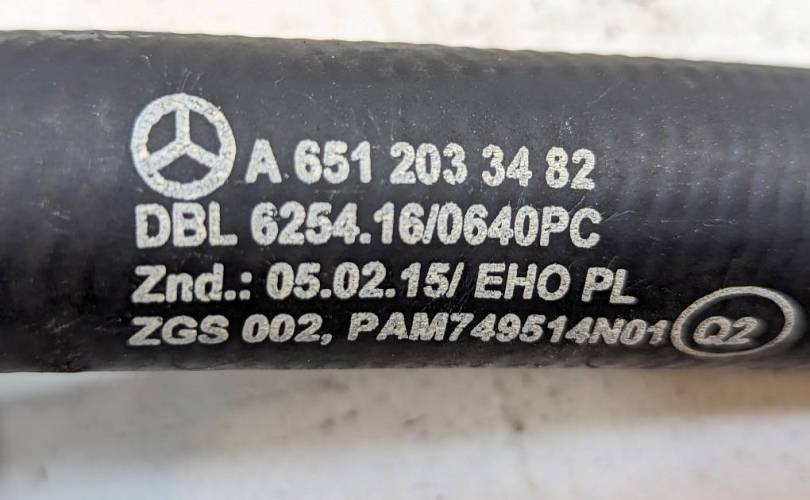 A 651 203 34 82
DBL 6254.16/0640PC
Znd.: 05.02.15/ EHO PL
ZGS 002, PAM749514N01 Q2